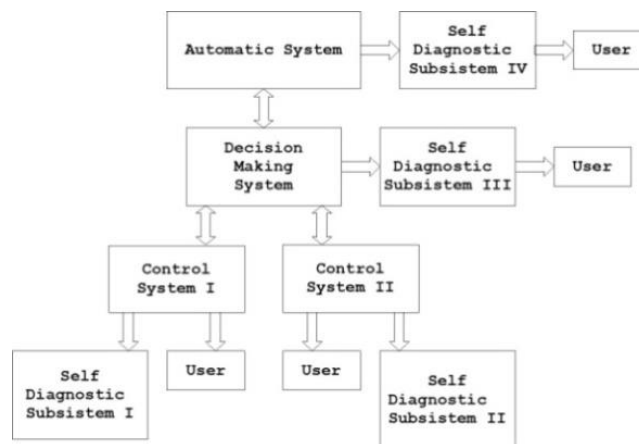 Automatic System
Self
Diagnostic
Subsistem IV
User
Decision
Making
System
Self
Diagnostic
Subsistem III
User
Control
System I
Control
System II
Self
Diagnostic
Subsistem I
User
User
Self
Diagnostic
Subsistem II